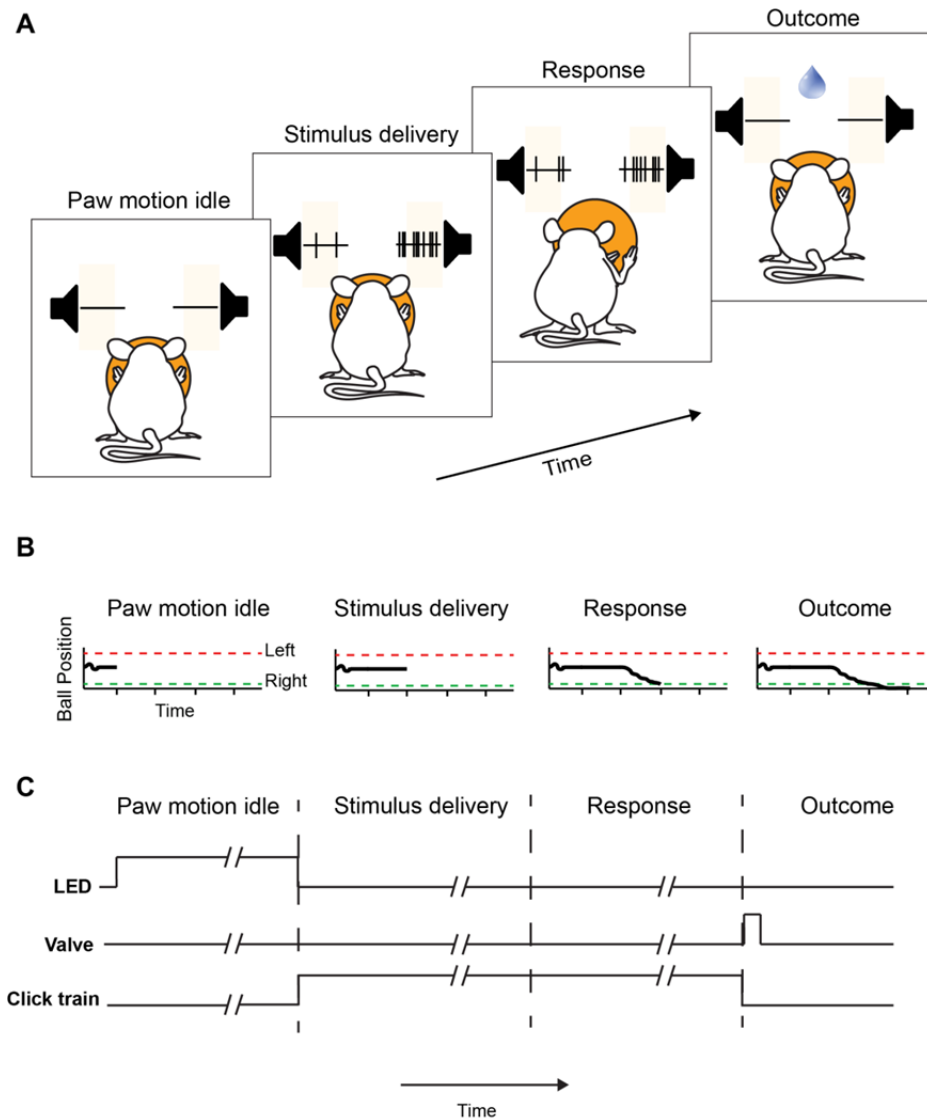 A
Paw motion idle
Stimulus delivery
Response
Outcome
Time
B
Paw motion idle
Stimulus delivery
Response
Outcome
Ball Position
Left
Right
Time
C
Paw motion idle
Stimulus delivery
Response
Outcome
LED
Valve
Click train
Time